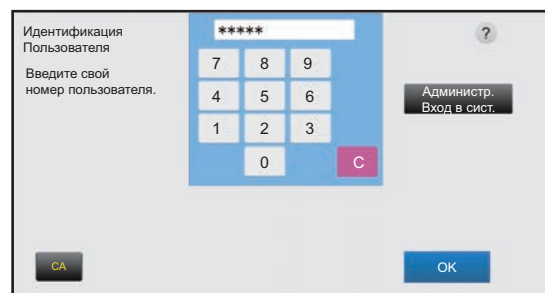 Идентификация
Пользователя
Введите свой
номер пользователя.
*****
7 8 9
4 5 6
1 2 3
0 C
?
Администр.
Вход в сист.
CA
OK